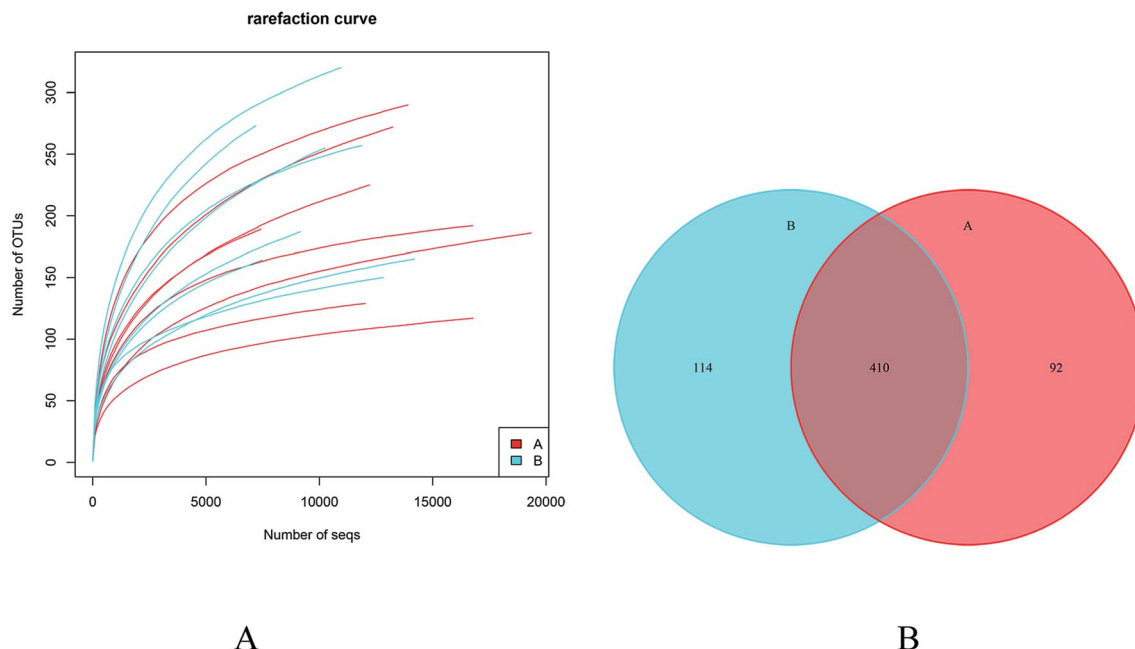 rarefaction curve
Number of OTUs
300
250
200
150
100
50
0
A
B
0 5000 10000 15000 20000
Number of seqs
B A
114 410 92
A B